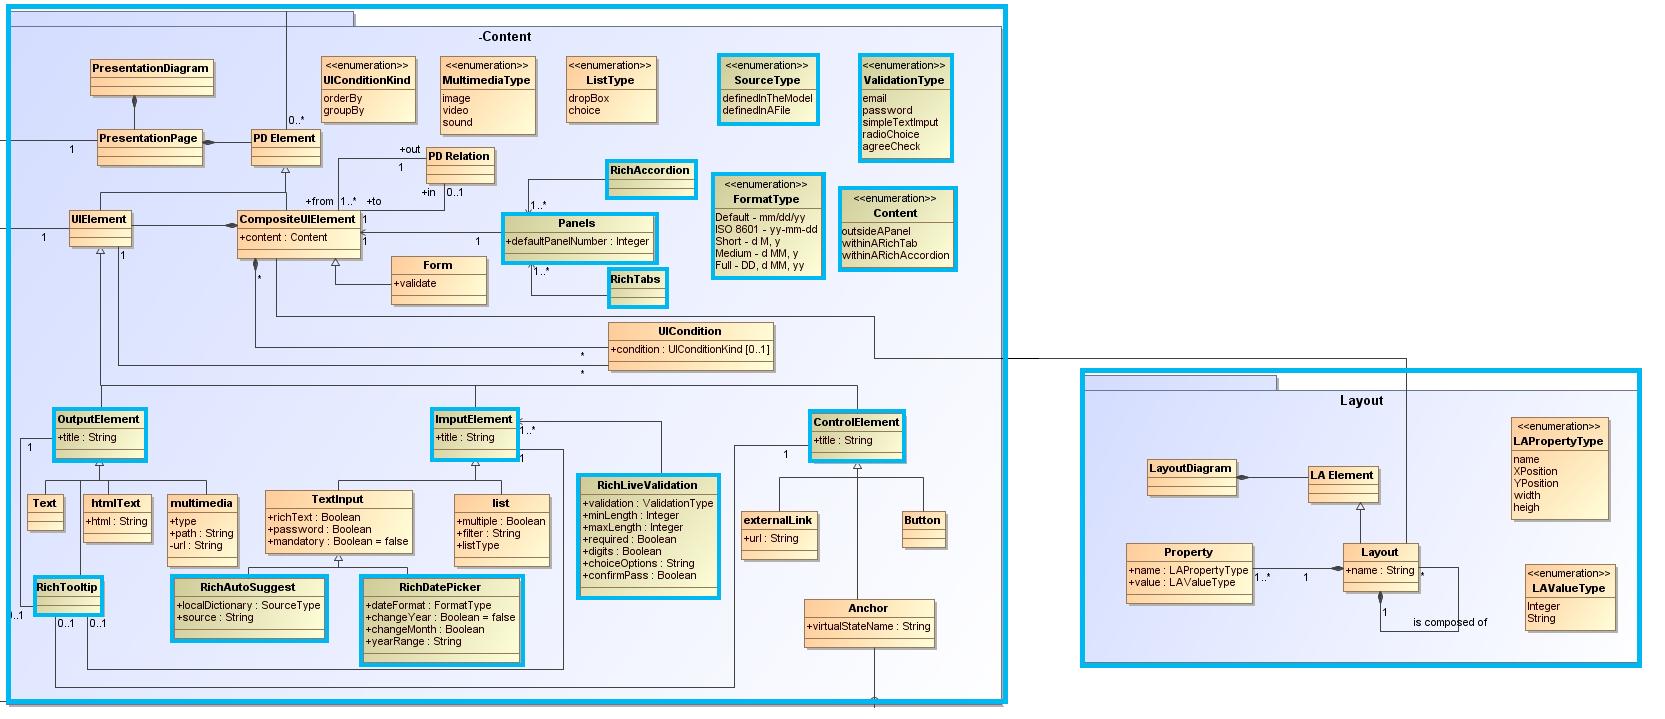 -Content
PresentationDiagram
<<enumeration>>
UIConditionKind
orderBy
groupBy
<<enumeration>>
MultimediaType
image
video
sound
<<enumeration>>
ListType
dropBox
choice
<<enumeration>>
SourceType
definedInTheModel
definedInAFile
<<enumeration>>
ValidationType
email
password
simpleTextImput
radioChoice
agreeCheck
0..*
PresentationPage
1
PD Element
+out
1
PD Relation
+in
0..1
+from
1..*
+to
1
RichAccordion
1..*
<<enumeration>>
FormatType
Default - mm/dd/yy
ISO 8601 - yy-mm-dd
Short - d M, y
Medium - d MM, y
Full - DD, d MM, yy
<<enumeration>>
Content
outsideAPanel
withinARichTab
withinARichAccordion
UIElement
1
1
CompositeUIElement
+content : Content
1
1
*
Panels
+defaultPanelNumber : Integer
Form
+validate
1..*
RichTabs
UICondition
+condition : UIConditionKind [0..1]
*
*
OutputElement
+title : String
1
ImputElement
+title : String
1..*
1
ControlElement
+title : String
1
Text
htmlText
+html : String
multimedia
+type
+path : String
-url : String
TextInput
+richText : Boolean
+password : Boolean
+mandatory : Boolean = false
list
+multiple : Boolean
+filter : String
+listType
RichLiveValidation
+validation : ValidationType
+minLength : Integer
+maxLength : Integer
+required : Boolean
+digits : Boolean
+choiceOptions : String
+confirmPass : Boolean
externalLink
+url : String
Button
RichTooltip
0..1
0..1
0..1
RichAutoSuggest
+localDictionary : SourceType
+source : String
RichDatePicker
+dateFormat : FormatType
+changeYear : Boolean = false
+changeMonth : Boolean
+yearRange : String
Anchor
+virtualStateName : String
Layout
LayoutDiagram
LA Element
<<enumeration>>
LAPropertyType
name
XPosition
YPosition
width
heigh
Property
+name : LAPropertyType
+value : LAValueType
1..*
1
Layout
+name : String
*
1
is composed of
<<enumeration>>
LAValueType
Integer
String